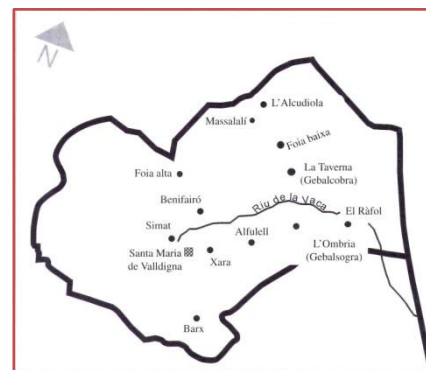 N
L'Alcudiola
Massalalí
Foia baixa
Foia alta
La Taverna
(Gebalcobra)
Benifairó
Riu de la Vaca
El Ràfol
Simat
Alfulell
L'Ombria
(Gebalsogra)
Santa Maria
de Valldigna
Xara
Barx